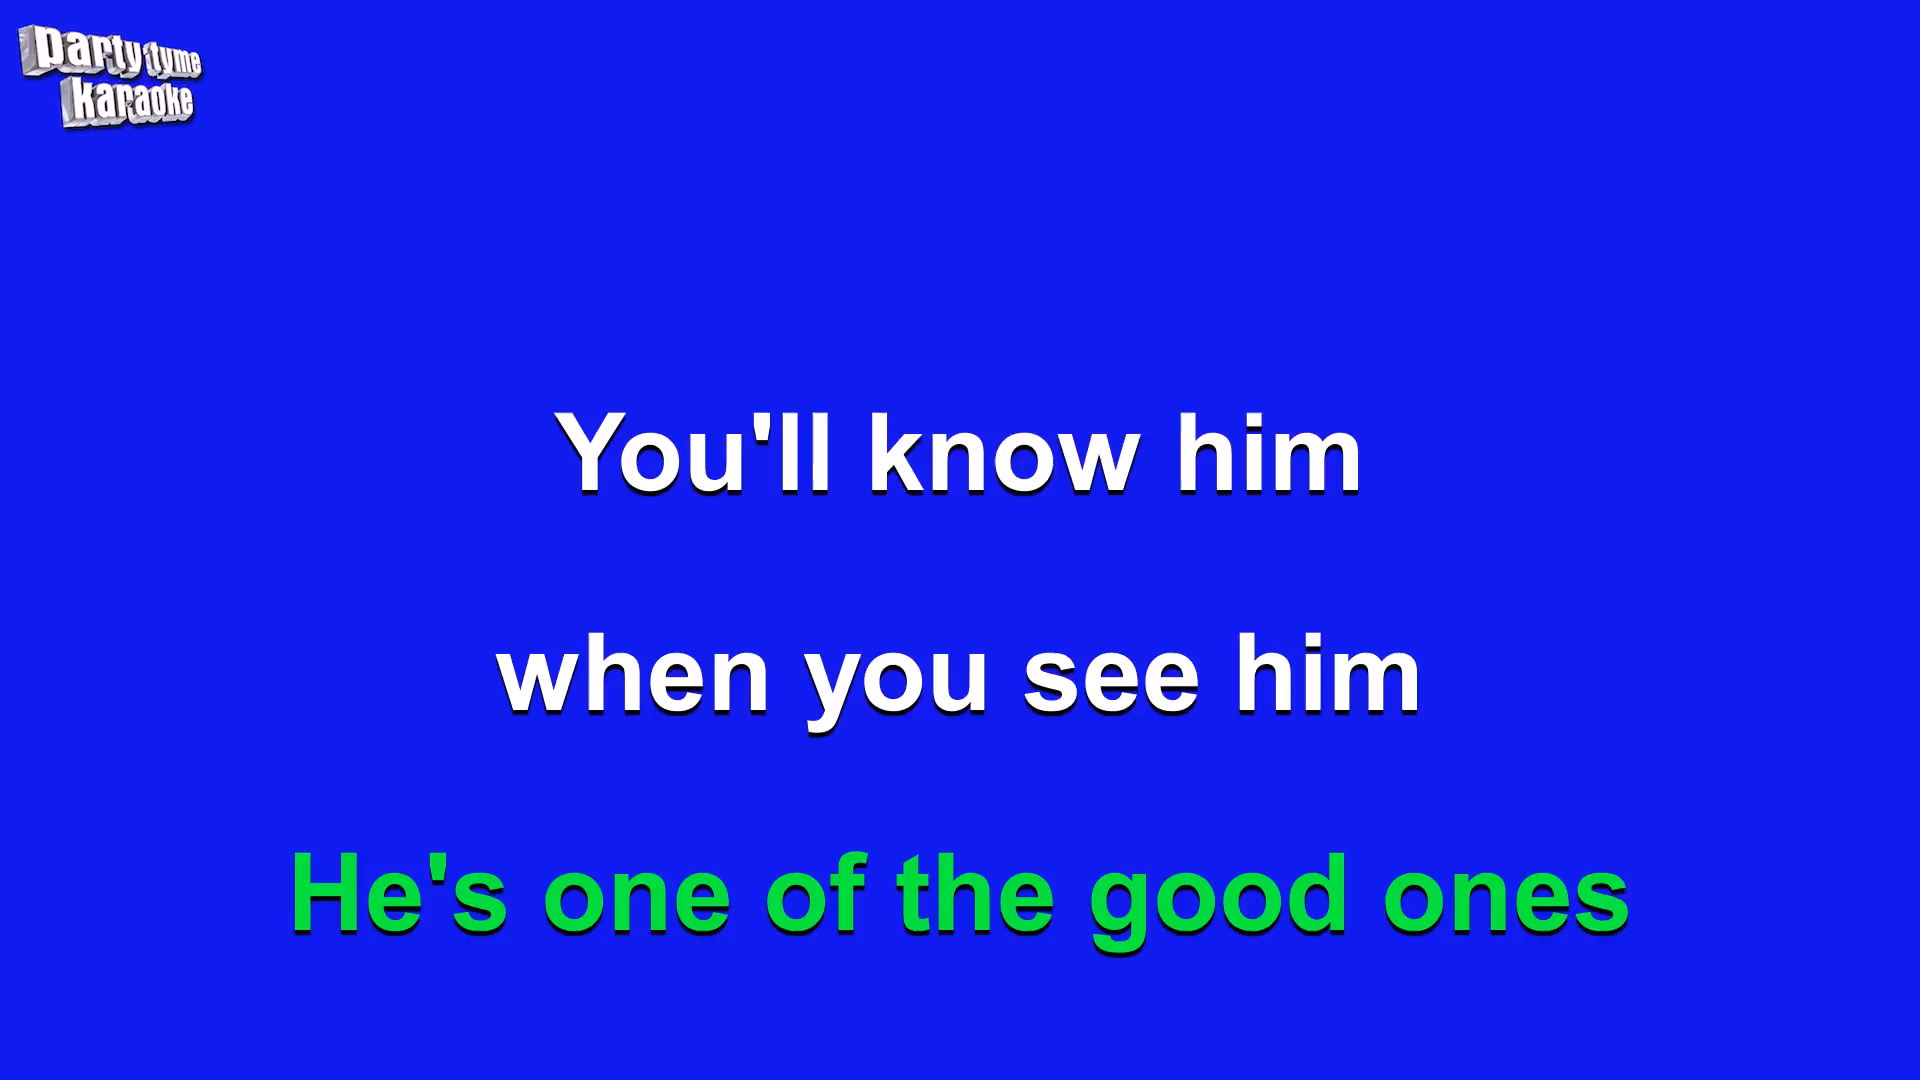 party tyme
karaoke
You'll know him
when you see him
He's one of the good ones